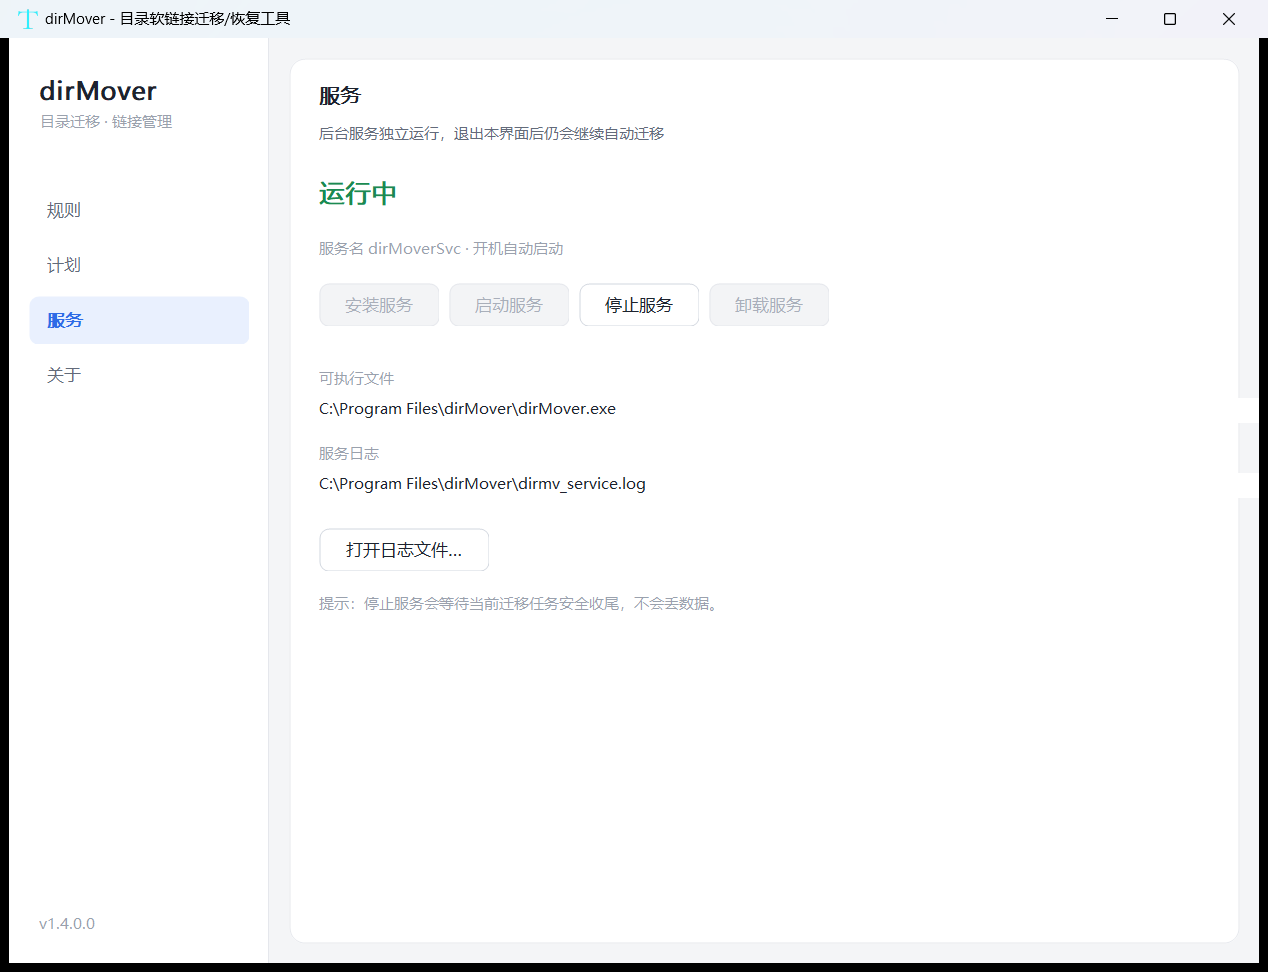 dirMover - 目录软链接迁移/恢复工具
dirMover
目录迁移 · 链接管理
规则
计划
服务
关于
v1.4.0.0
服务
后台服务独立运行，退出本界面后仍会继续自动迁移
运行中
服务名 dirMoverSvc · 开机自动启动
安装服务 启动服务 停止服务 卸载服务
可执行文件
C:\Program Files\dirMover\dirMover.exe
服务日志
C:\Program Files\dirMover\dirmv_service.log
打开日志文件...
提示：停止服务会等待当前迁移任务安全收尾，不会丢数据。